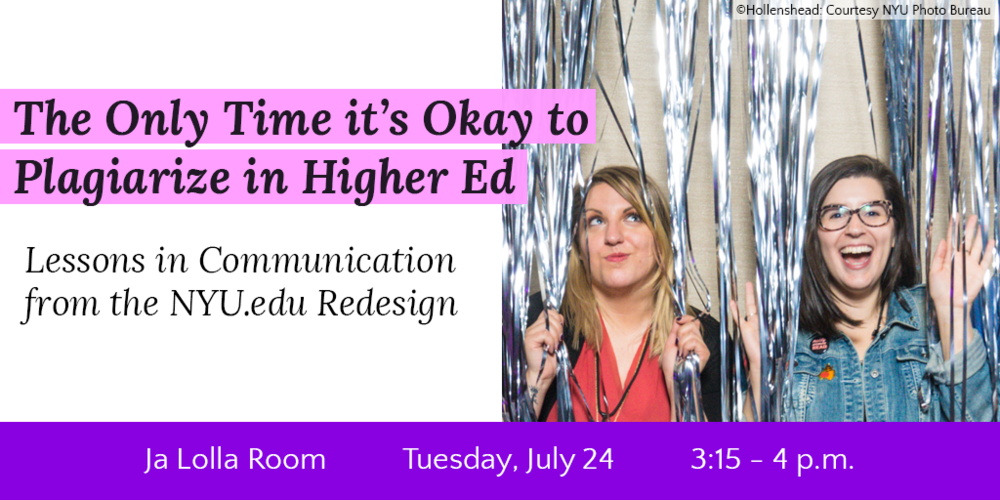 ©Hollenshead: Courtesy NYU Photo Bureau
The Only Time it’s Okay to
Plagiarize in Higher Ed
Lessons in Communication
from the NYU.edu Redesign
Ja Lolla Room Tuesday, July 24 3:15 - 4 p.m.